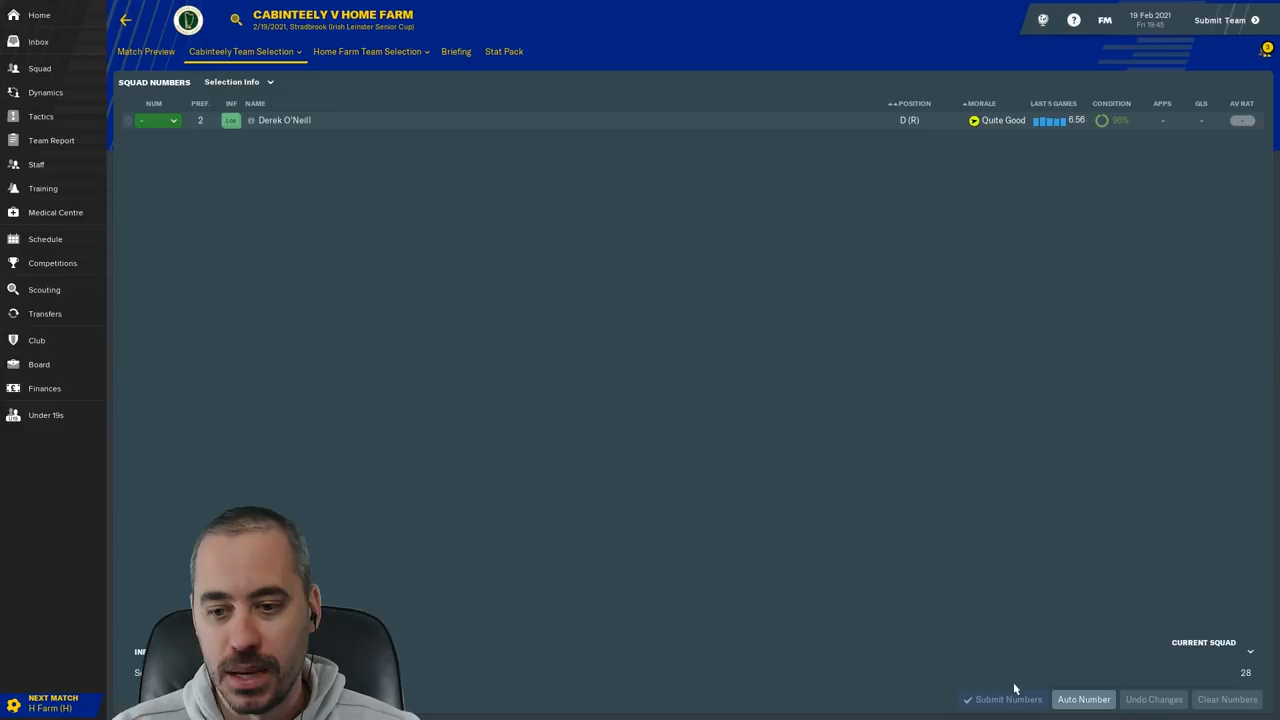 Home
Inbox
Squad
Dynamics
Tactics
Team Report
Staff
Training
Medical Centre
Schedule
Competitions
Scouting
Transfers
Club
Board
Finances
Under 19s
NEXT MATCH
H Farm (H)
CABINTEELY V HOME FARM
2/19/2021, Stradbrook (Irish Leinster Senior Cup)
FM
19 Feb 2021
Fri 19:45
Submit Team
3
Match Preview Cabinteely Team Selection Home Farm Team Selection Briefing Stat Pack
SQUAD NUMBERS Selection Info
NUM PREF. INF NAME POSITION MORALE LAST 5 GAMES CONDITION APPS GLS AV RAT
- 2 Loa Derek O'Neill D (R) Quite Good 6.56 96% - - -
CURRENT SQUAD
28
Submit Numbers Auto Number Undo Changes Clear Numbers